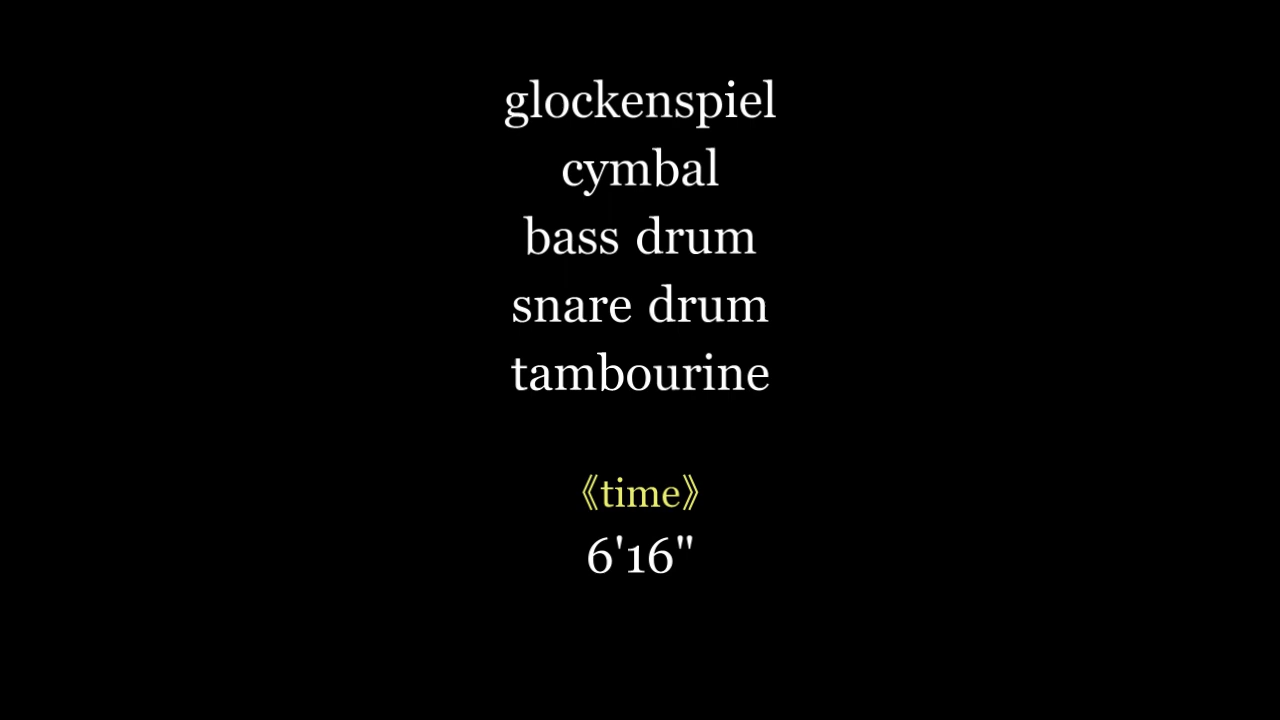 glockenspiel
cymbal
bass drum
snare drum
tambourine
《time》
6'16"